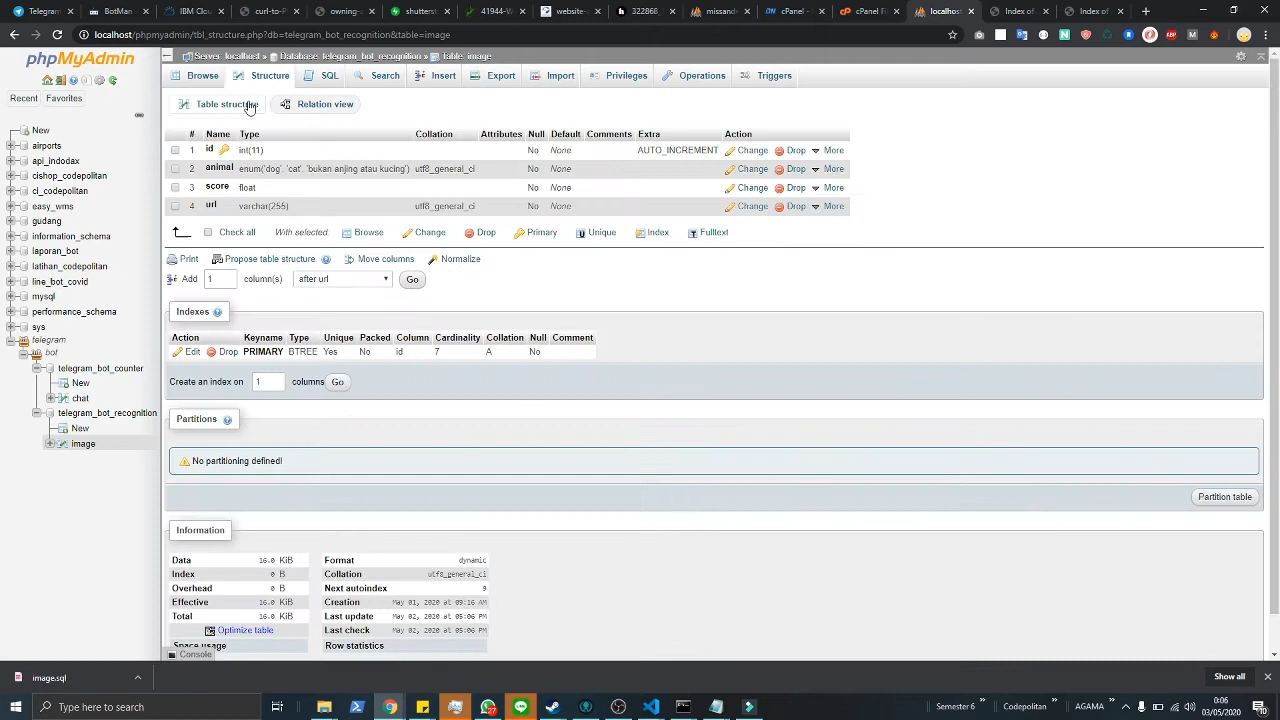 Telegram
BotMan
IBM Cloud
curl-to-P
owning-
shutterst
41944-W
website-
322868
missand
cPanel -
cPanel Fi
localhos
Index of
Index of
localhost/phpmyadmin/tbl_structure.php?db=telegram_bot_recognition&table=image
phpMyAdmin
Recent Favorites
New
airports
api_indodax
cishop_codepolitan
ci_codepolitan
easy_wms
gudang
information_schema
laporan_bot
latihan_codepolitan
line_bot_covid
mysql
performance_schema
sys
telegram
bot
telegram_bot_counter
New
chat
telegram_bot_recognition
New
image
Server: localhost » Database: telegram_bot_recognition » Table: image
Browse Structure SQL Search Insert Export Import Privileges Operations Triggers
Table structure Relation view
# Name Type Collation Attributes Null Default Comments Extra Action
1 id int(11) No None AUTO_INCREMENT Change Drop More
2 animal enum('dog', 'cat', 'bukan anjing atau kucing') utf8_general_ci No None Change Drop More
3 score float No None Change Drop More
4 url varchar(255) utf8_general_ci No None Change Drop More
Check all With selected: Browse Change Drop Primary Unique Index Fulltext
Print Propose table structure Move columns Normalize
Add 1 column(s) after url Go
Indexes
Action Keyname Type Unique Packed Column Cardinality Collation Null Comment
Edit Drop PRIMARY BTREE Yes No id 7 A No
Create an index on 1 columns Go
Partitions
No partitioning defined!
Partition table
Information
Data 16.0 KiB
Index 0 B
Overhead 0 B
Effective 16.0 KiB
Total 16.0 KiB
Optimize table
Space usage
Format dynamic
Collation utf8_general_ci
Next autoindex 9
Creation May 01, 2020 at 09:16 AM
Last update May 02, 2020 at 05:06 PM
Last check May 02, 2020 at 05:06 PM
Row statistics
Console
image.sql
Show all
Type here to search
Semester 6
Codepolitan
AGAMA
0:06
03/05/2020